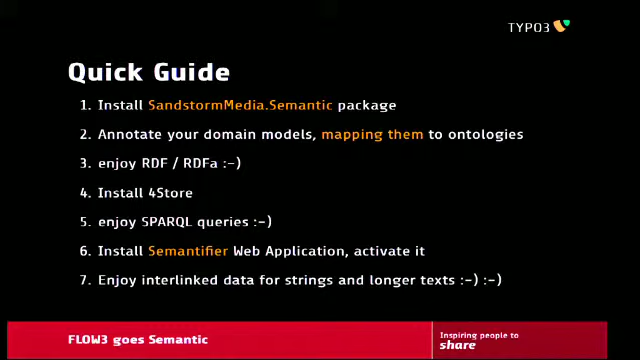 TYPO3
Quick Guide
1. Install SandstormMedia.Semantic package
2. Annotate your domain models, mapping them to ontologies
3. enjoy RDF / RDFa :-)
4. Install 4Store
5. enjoy SPARQL queries :-)
6. Install Semantifier Web Application, activate it
7. Enjoy interlinked data for strings and longer texts :-) :-)
FLOW3 goes Semantic
Inspiring people to
share